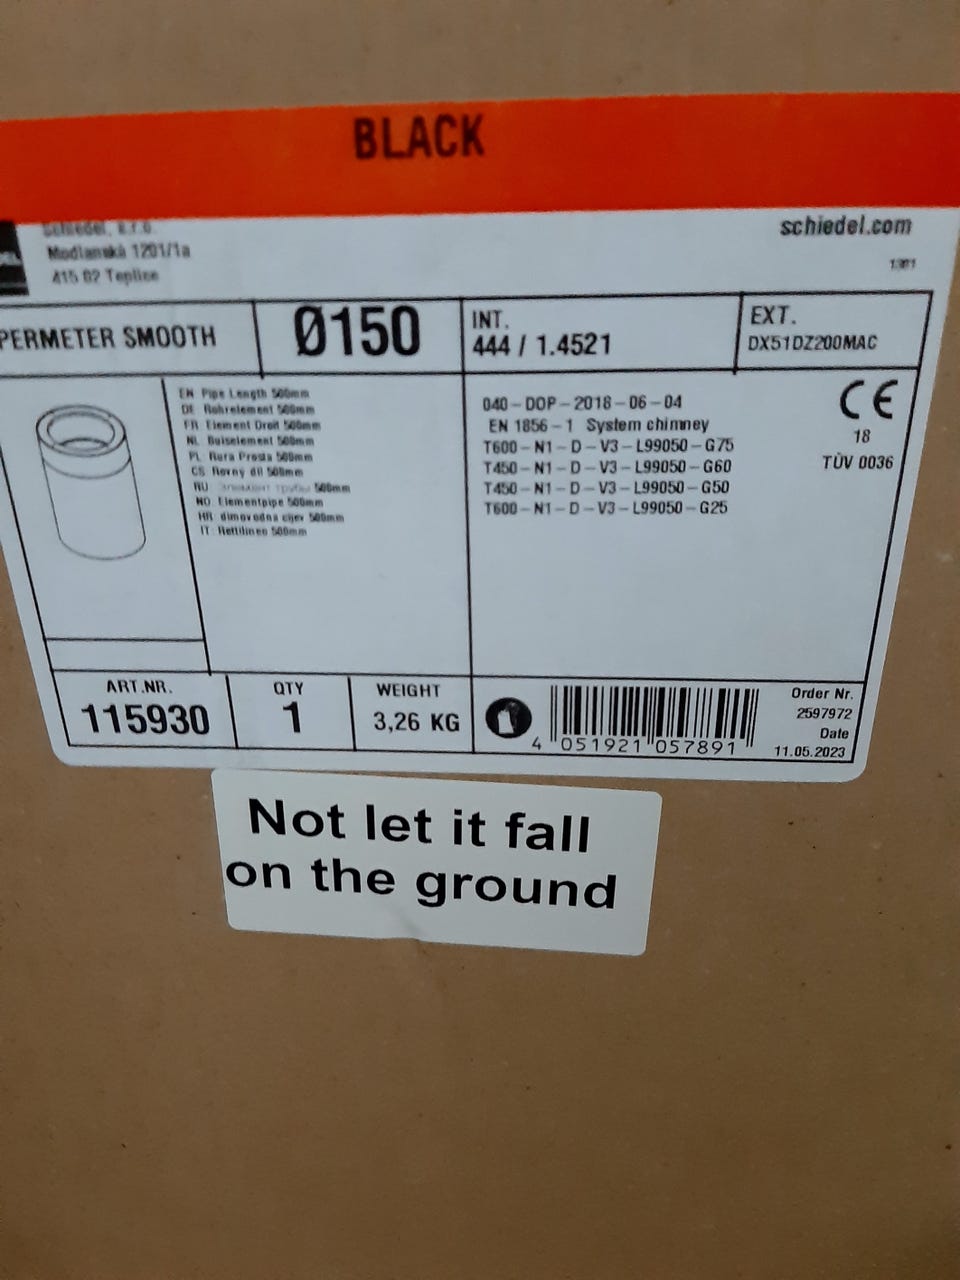 BLACK
Schiedel, s.r.o.
Modlanská 1201/1a
415 02 Teplice
schiedel.com
1301
PERMETER SMOOTH
Ø150
INT.
444 / 1.4521
EXT.
DX51DZ200MAC
EN Pipe Length 500mm
DE Rohrelement 500mm
FR Element Droit 500mm
NL Buiselement 500mm
PL Rura Prosta 500mm
CS Rovný díl 500mm
RU 500mm
NO Elementpipe 500mm
HR dimovodna cijev 500mm
IT Rettilineo 500mm
040-DOP-2018-06-04
EN 1856-1 System chimney
T600-N1-D-V3-L99050-G75
T450-N1-D-V3-L99050-G60
T450-N1-D-V3-L99050-G50
T600-N1-D-V3-L99050-G25
CE
18
TÜV 0036
ART.NR.
115930
QTY
1
WEIGHT
3,26 KG
4 051921 057891
Order Nr.
2597972
Date
11.05.2023
Not let it fall
on the ground